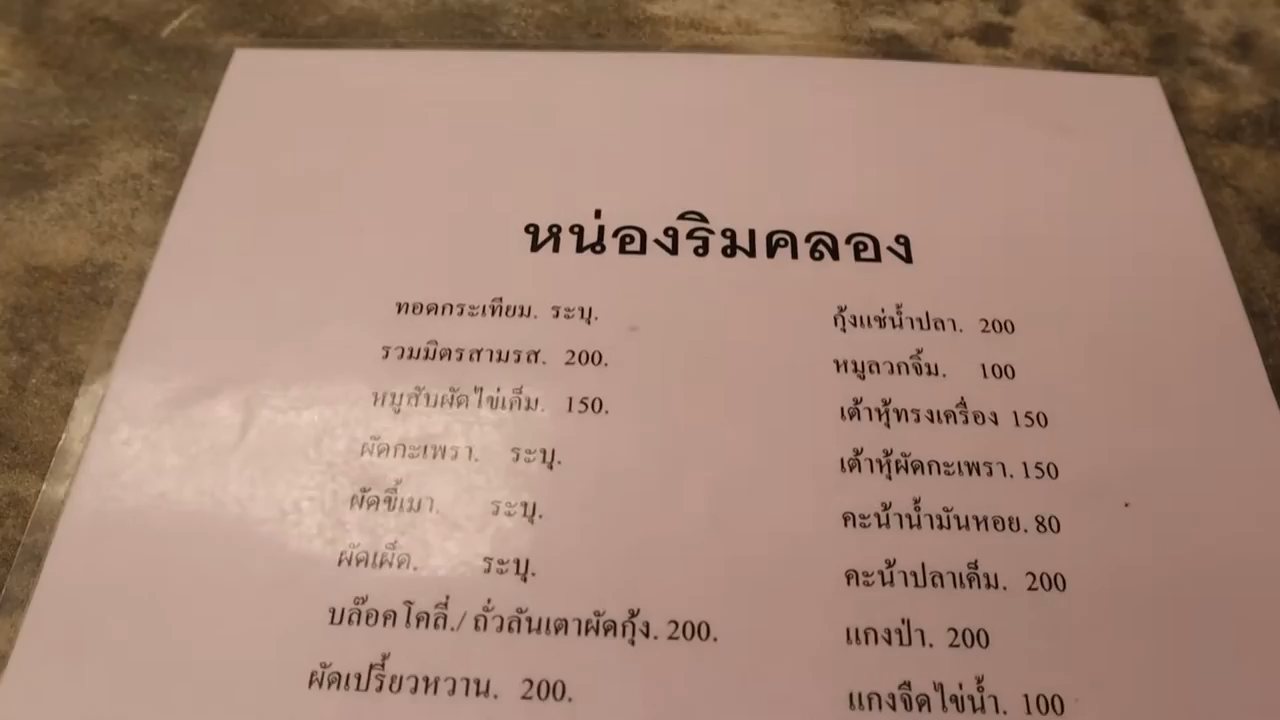 หน่องริมคลอง
ทอดกระเทียม. ระบุ.
รวมมิตรสามรส. 200.
หมูสับผัดไข่เค็ม. 150.
ผัดกะเพรา. ระบุ.
ผัดขี้เมา. ระบุ.
ผัดเผ็ด. ระบุ.
บล๊อคโคลี่./ ถั่วลันเตาผัดกุ้ง. 200.
ผัดเปรี้ยวหวาน. 200.
กุ้งแช่น้ำปลา. 200
หมูลวกจิ้ม. 100
เต้าหุ้ทรงเครื่อง 150
เต้าหุ้ผัดกะเพรา. 150
คะน้าน้ำมันหอย. 80
คะน้าปลาเค็ม. 200
แกงป่า. 200
แกงจืดไข่น้ำ. 100